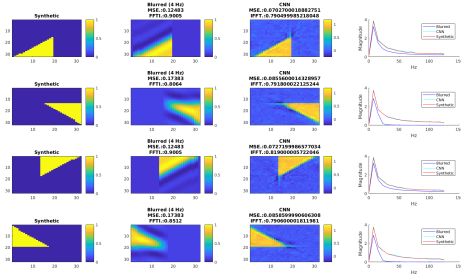 Synthetic
Blurred (4 Hz)
MSE:0.12483
FFTI:0.9005
CNN
MSE:0.0702700018882751
IFFT:0.790499985218048
Magnitude
Blurred
CNN
Synthetic
Hz
Synthetic
Blurred (4 Hz)
MSE:0.17383
FFTI:0.8064
CNN
MSE:0.0855600014328957
IFFT:0.791800022125244
Magnitude
Blurred
CNN
Synthetic
Hz
Synthetic
Blurred (4 Hz)
MSE:0.12483
FFTI:0.9005
CNN
MSE:0.0727199986577034
IFFT:0.819000005722046
Magnitude
Blurred
CNN
Synthetic
Hz
Synthetic
Blurred (4 Hz)
MSE:0.17383
FFTI:0.8512
CNN
MSE:0.0858599990606308
IFFT:0.790600001811981
Magnitude
Blurred
CNN
Synthetic
Hz